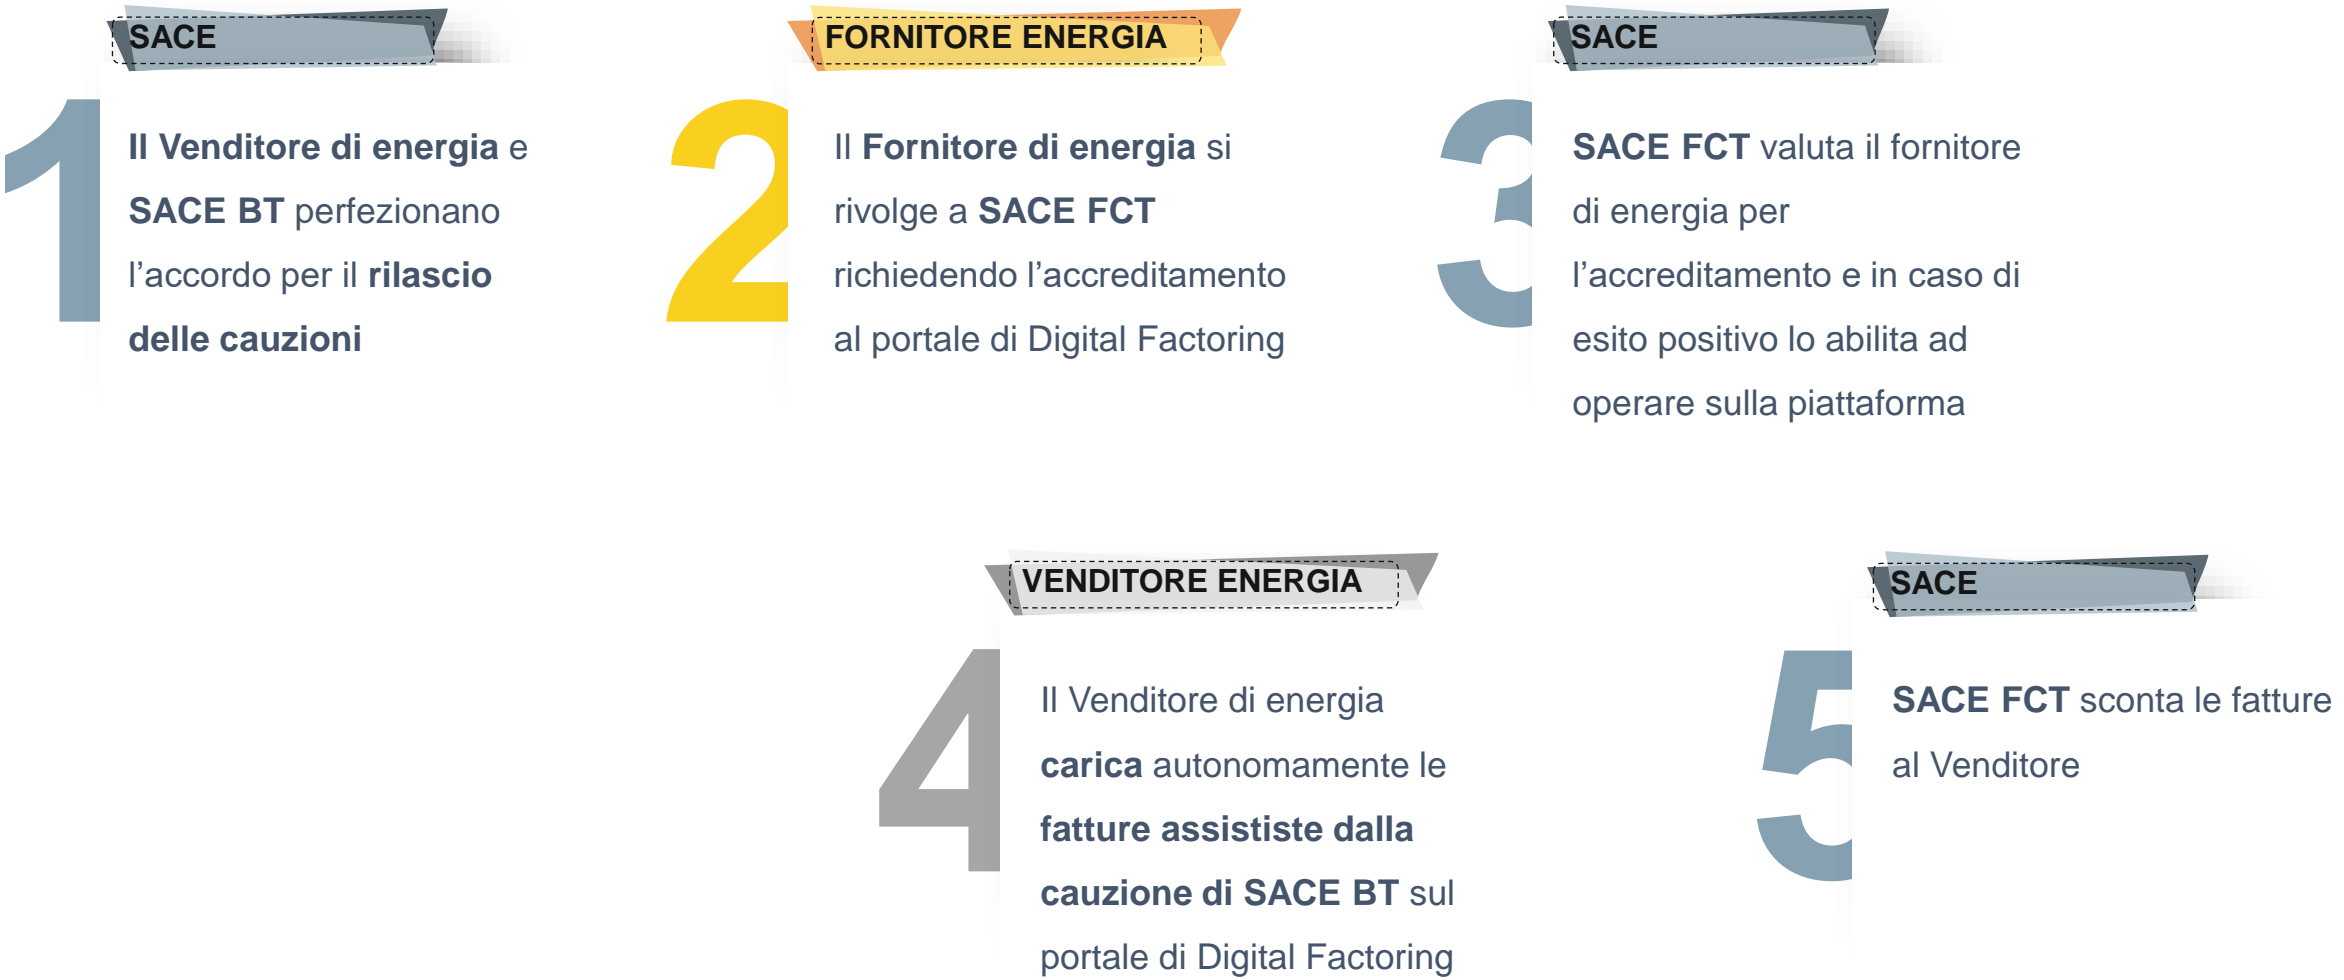 SACE
1
Il Venditore di energia e
SACE BT perfezionano
l’accordo per il rilascio
delle cauzioni
FORNITORE ENERGIA
2
Il Fornitore di energia si
rivolge a SACE FCT
richiedendo l’accreditamento
al portale di Digital Factoring
SACE
3
SACE FCT valuta il fornitore
di energia per
l’accreditamento e in caso di
esito positivo lo abilita ad
operare sulla piattaforma
VENDITORE ENERGIA
4
Il Venditore di energia
carica autonomamente le
fatture assististe dalla
cauzione di SACE BT sul
portale di Digital Factoring
SACE
5
SACE FCT sconta le fatture
al Venditore